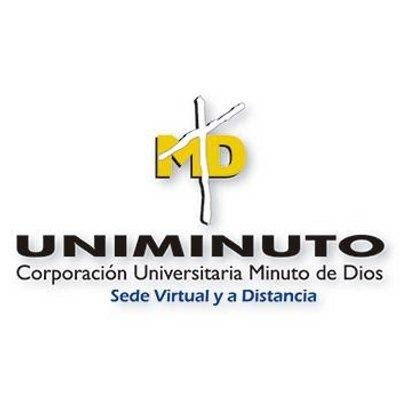 MD
UNIMINUTO
Corporación Universitaria Minuto de Dios
Sede Virtual y a Distancia